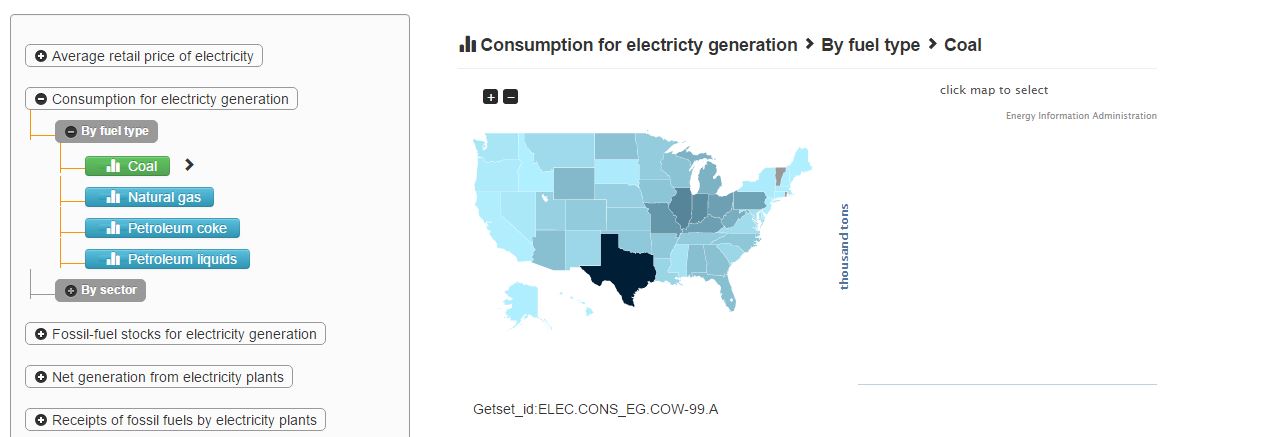 Average retail price of electricity
Consumption for electricty generation
By fuel type
Coal
Natural gas
Petroleum coke
Petroleum liquids
By sector
Fossil-fuel stocks for electricity generation
Net generation from electricity plants
Receipts of fossil fuels by electricity plants
Consumption for electricty generation > By fuel type > Coal
click map to select
Energy Information Administration
thousand tons
Getset_id:ELEC.CONS_EG.COW-99.A